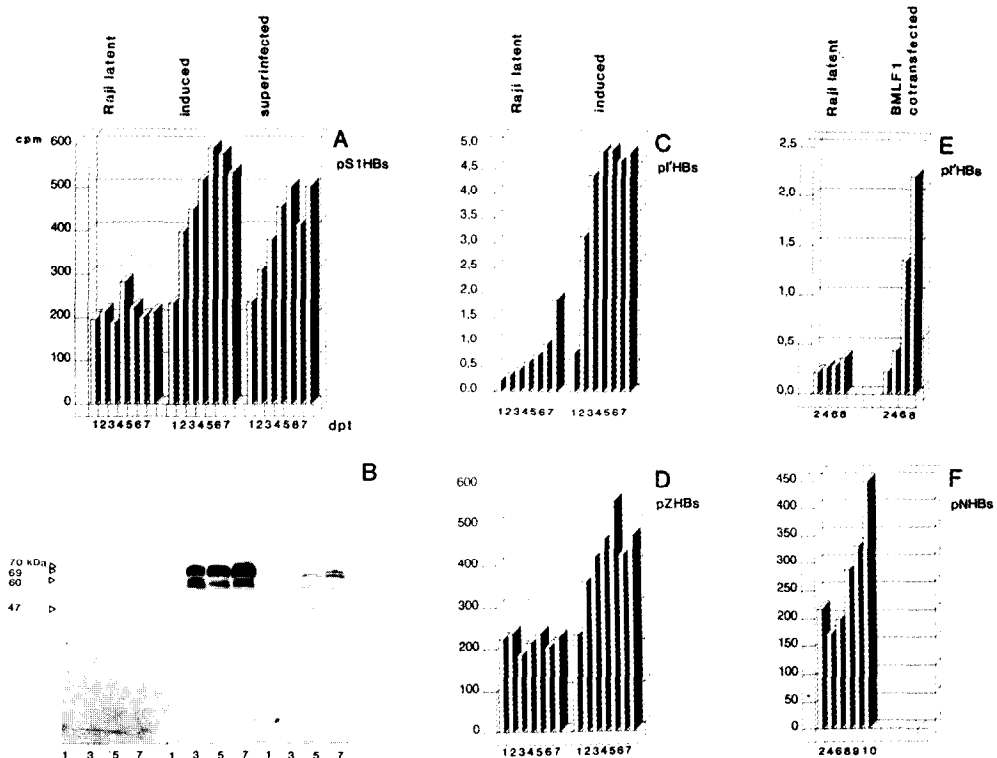 Raji latent
induced
superinfected
cpm
600
500
400
300
200
100
0
1234567
1234567
1234567
dpt
A
pS1HBs
Raji latent
induced
5,0
4,5
4,0
3,5
3,0
2,5
2,0
1,5
1,0
0,5
0,0
1234567
1234567
C
pI'HBs
Raji latent
BMLF1
cotransfected
2,5
2,0
1,5
1,0
0,5
0,0
2468
2468
E
pI'HBs
B
70 kDa
69
60
47
1 3 5 7 1 3 5 7 1 3 5 7
D
pZHBs
600
500
400
300
200
100
0
1234567
1234567
F
pNHBs
450
400
350
300
250
200
150
100
50
0
2468910